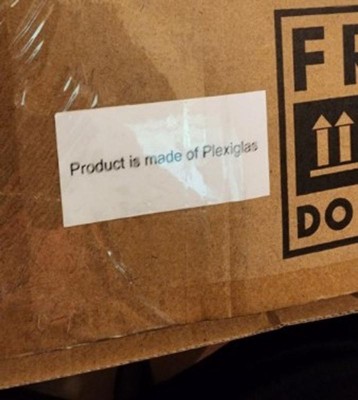 Product is made of Plexiglas
FR
DO